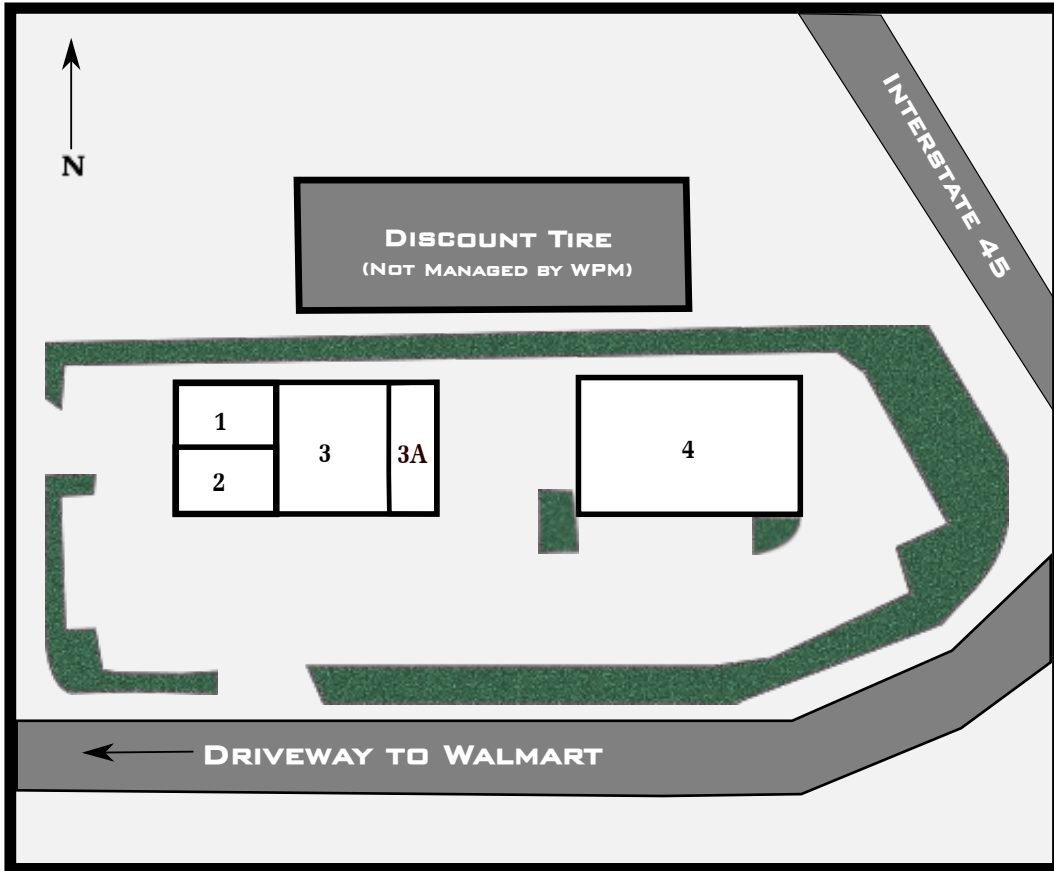 N
INTERSTATE 45
DISCOUNT TIRE
(NOT MANAGED BY WPM)
1
2
3
3A
4
DRIVEWAY TO WALMART